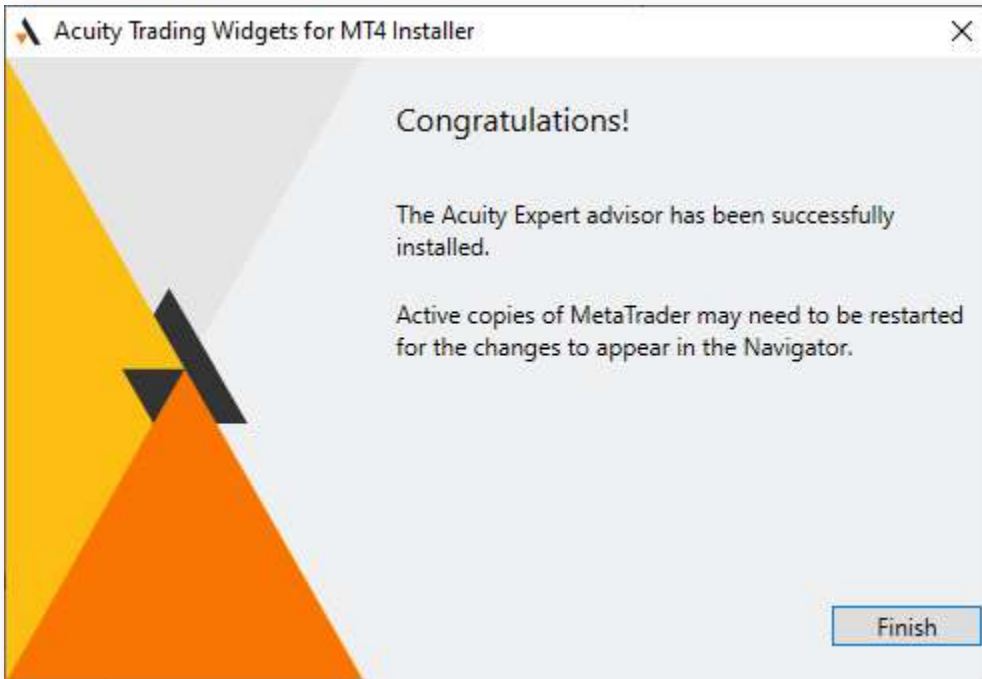 Acuity Trading Widgets for MT4 Installer
Congratulations!
The Acuity Expert advisor has been successfully
installed.
Active copies of MetaTrader may need to be restarted
for the changes to appear in the Navigator.
Finish